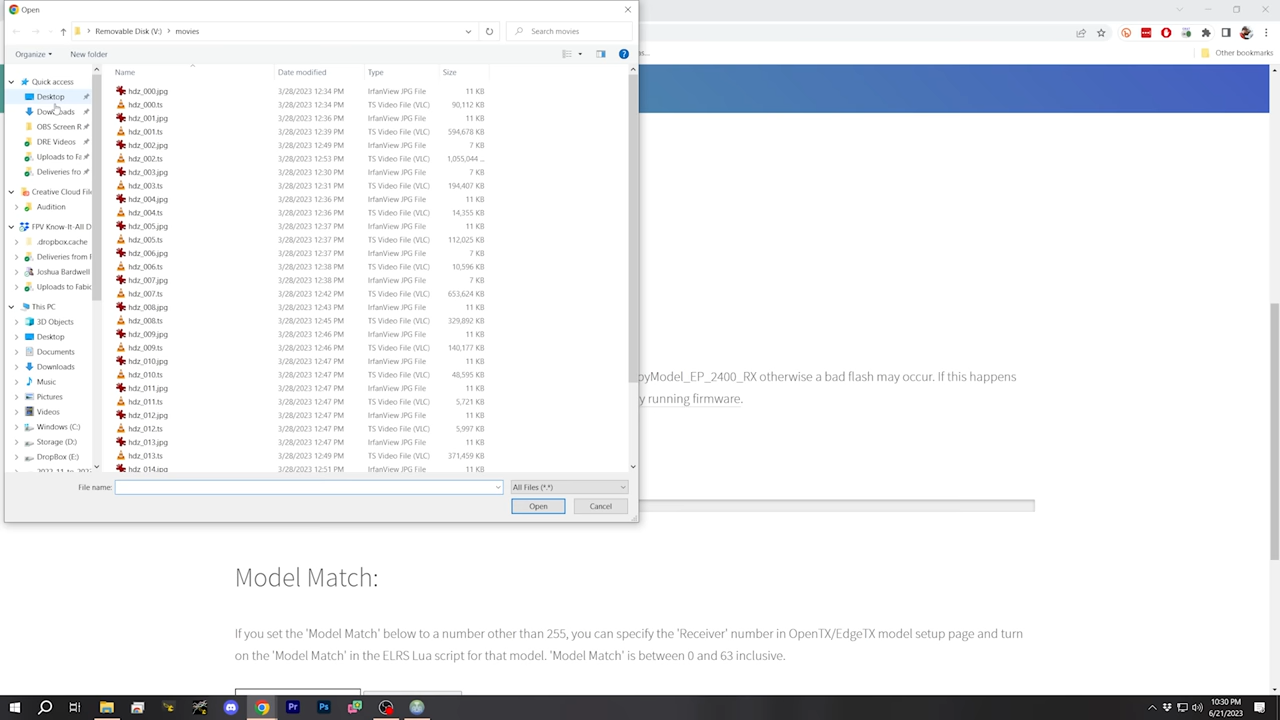 Open
Removable Disk (V:) > movies
Search movies
Other bookmarks
Organize
New folder
Name Date modified Type Size
Quick access
Desktop
Downloads
OBS Screen R
DRE Videos
Uploads to Fa
Deliveries fro
Creative Cloud File
Audition
FPV Know-It-All D
.dropbox.cache
Deliveries from F
Joshua Bardwell
Uploads to Fabio
This PC
3D Objects
Desktop
Documents
Downloads
Music
Pictures
Videos
Windows (C:)
Storage (D:)
DropBox (E:)
hdz_000.jpg 3/28/2023 12:34 PM IrfanView JPG File 11 KB
hdz_000.ts 3/28/2023 12:34 PM TS Video File (VLC) 90,112 KB
hdz_001.jpg 3/28/2023 12:36 PM IrfanView JPG File 11 KB
hdz_001.ts 3/28/2023 12:39 PM TS Video File (VLC) 594,678 KB
hdz_002.jpg 3/28/2023 12:49 PM IrfanView JPG File 7 KB
hdz_002.ts 3/28/2023 12:53 PM TS Video File (VLC) 1,055,044 ...
hdz_003.jpg 3/28/2023 12:30 PM IrfanView JPG File 11 KB
hdz_003.ts 3/28/2023 12:31 PM TS Video File (VLC) 194,407 KB
hdz_004.jpg 3/28/2023 12:36 PM IrfanView JPG File 11 KB
hdz_004.ts 3/28/2023 12:36 PM TS Video File (VLC) 14,355 KB
hdz_005.jpg 3/28/2023 12:37 PM IrfanView JPG File 11 KB
hdz_005.ts 3/28/2023 12:37 PM TS Video File (VLC) 112,025 KB
hdz_006.jpg 3/28/2023 12:37 PM IrfanView JPG File 7 KB
hdz_006.ts 3/28/2023 12:38 PM TS Video File (VLC) 10,596 KB
hdz_007.jpg 3/28/2023 12:38 PM IrfanView JPG File 7 KB
hdz_007.ts 3/28/2023 12:42 PM TS Video File (VLC) 653,624 KB
hdz_008.jpg 3/28/2023 12:43 PM IrfanView JPG File 11 KB
hdz_008.ts 3/28/2023 12:45 PM TS Video File (VLC) 329,892 KB
hdz_009.jpg 3/28/2023 12:46 PM IrfanView JPG File 11 KB
hdz_009.ts 3/28/2023 12:46 PM TS Video File (VLC) 140,177 KB
hdz_010.jpg 3/28/2023 12:47 PM IrfanView JPG File 11 KB
hdz_010.ts 3/28/2023 12:47 PM TS Video File (VLC) 48,595 KB
hdz_011.jpg 3/28/2023 12:47 PM IrfanView JPG File 11 KB
hdz_011.ts 3/28/2023 12:47 PM TS Video File (VLC) 5,721 KB
hdz_012.jpg 3/28/2023 12:47 PM IrfanView JPG File 11 KB
hdz_012.ts 3/28/2023 12:47 PM TS Video File (VLC) 5,997 KB
hdz_013.jpg 3/28/2023 12:47 PM IrfanView JPG File 11 KB
hdz_013.ts 3/28/2023 12:49 PM TS Video File (VLC) 371,459 KB
hdz_014.jpg 3/28/2023 12:51 PM IrfanView JPG File 11 KB
File name:
All Files (*.*)
Open
Cancel
oyModel_EP_2400_RX otherwise a bad flash may occur. If this happens
y running firmware.
Model Match:
If you set the 'Model Match' below to a number other than 255, you can specify the 'Receiver' number in OpenTX/EdgeTX model setup page and turn
on the 'Model Match' in the ELRS Lua script for that model. 'Model Match' is between 0 and 63 inclusive.
10:30 PM
6/21/2023